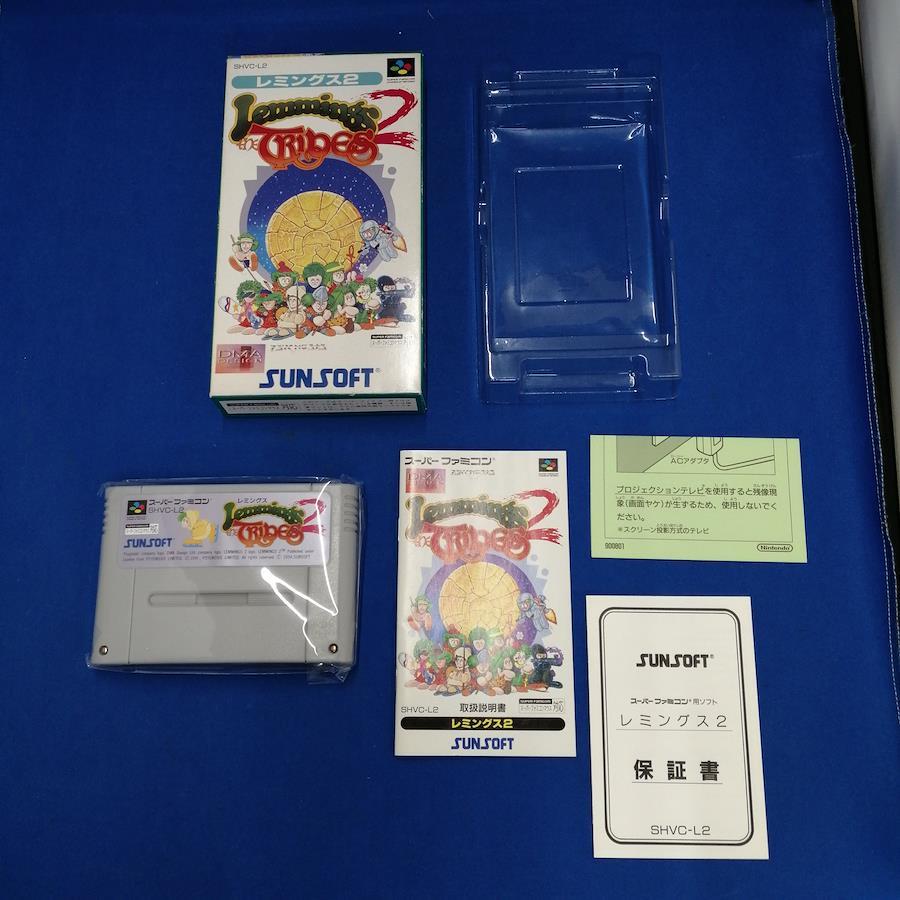 SHVC-L2
レミングス2
Lemmings 2
the TRIBES
DMA
DESIGN
SUNSOFT®
スーパーファミコン®
SHVC-L2
レミングス
Lemmings 2
the TRIBES
SUNSOFT
スーパーファミコン®
Lemmings 2
the TRIBES
SHVC-L2
取扱説明書
レミングス2
SUNSOFT
ACアダプタ
プロジェクションテレビを使用すると残像現
象(画面ヤケ)が生するため、使用しないでく
ださい。
※スクリーン投影方式のテレビ
900801
Nintendo
SUNSOFT®
スーパーファミコン®用ソフト
レミングス2
保証書
SHVC-L2